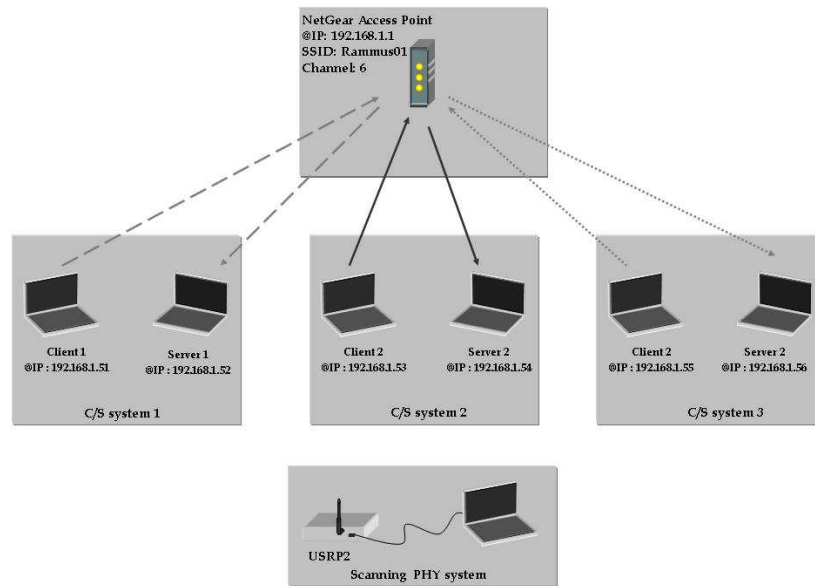 NetGear Access Point
@IP: 192.168.1.1
SSID: Rammus01
Channel: 6
Client 1
@IP : 192.168.1.51
Server 1
@IP : 192.168.1.52
C/S system 1
Client 2
@IP : 192.168.1.53
Server 2
@IP : 192.168.1.54
C/S system 2
Client 2
@IP : 192.168.1.55
Server 2
@IP : 192.168.1.56
C/S system 3
USRP2
Scanning PHY system